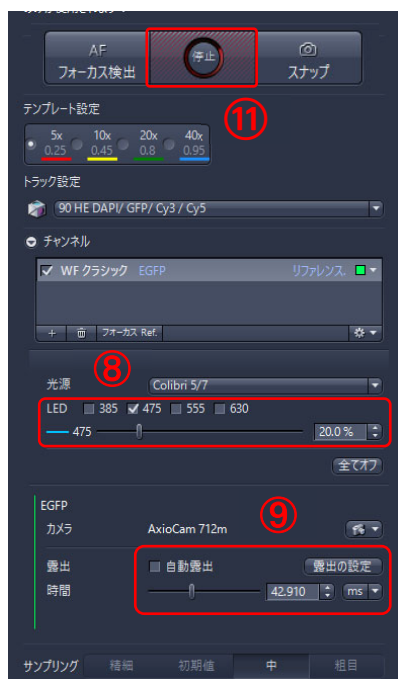 AF
フォーカス検出
停止
スナップ
⑪
テンプレート設定
5x 10x 20x 40x
0.25 0.45 0.8 0.95
トラック設定
90 HE DAPI/ GFP/ Cy3 / Cy5
チャンネル
WF クラシック EGFP リファレンス.
+ フォーカス Ref.
⑧
光源 Colibri 5/7
LED 385 475 555 630
475 20.0 %
全てオフ
EGFP
⑨
カメラ AxioCam 712m
露出 自動露出 露出の設定
時間 42.910 ms
サンプリング 精細 初期値 中 粗目